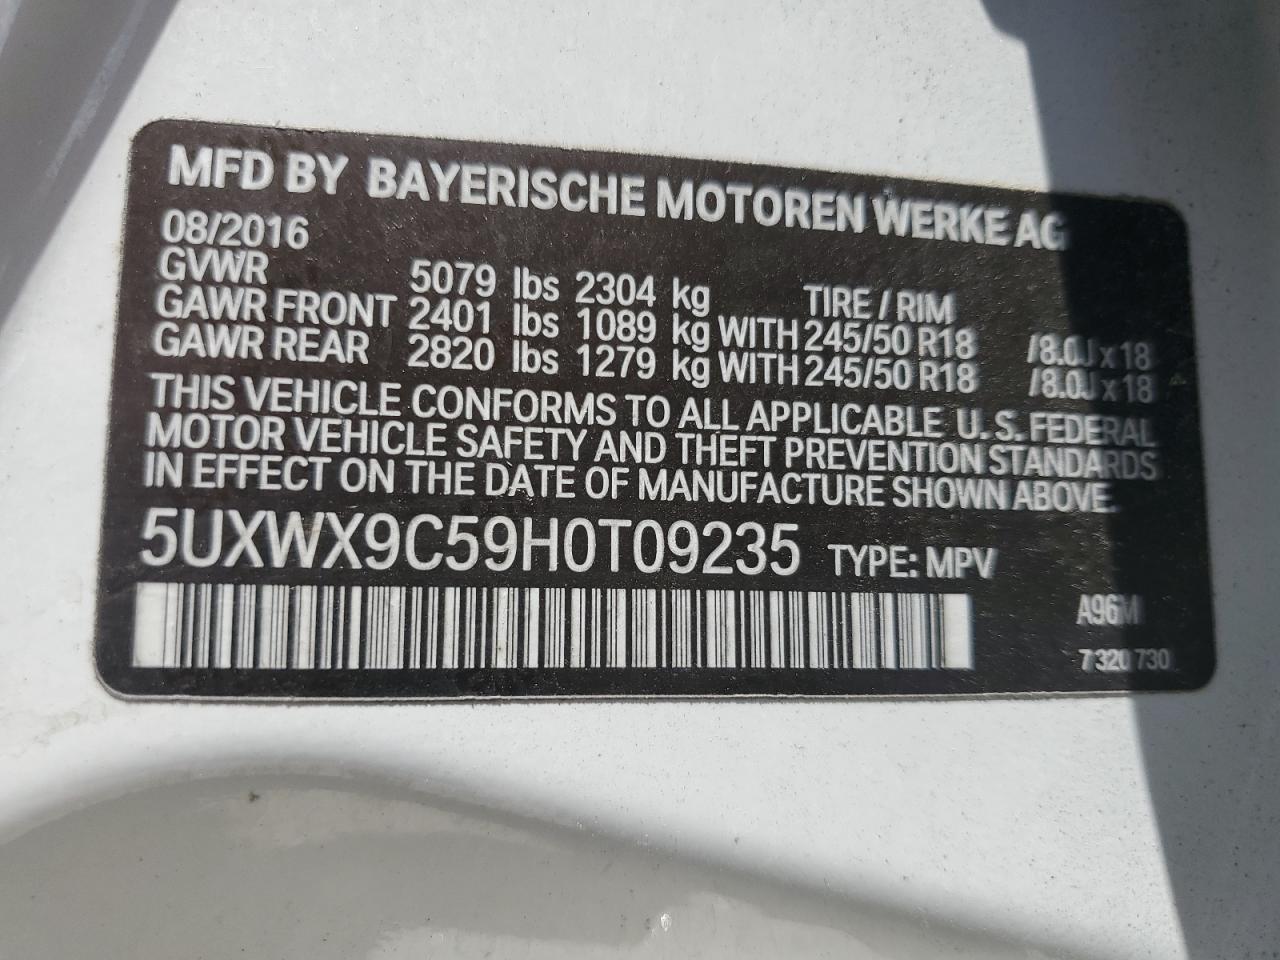 MFD BY BAYERISCHE MOTOREN WERKE AG
08/2016
GVWR 5079 lbs 2304 kg TIRE / RIM
GAWR FRONT 2401 lbs 1089 kg WITH 245/50 R18 /8.0J x 18
GAWR REAR 2820 lbs 1279 kg WITH 245/50 R18 /8.0J x 18
THIS VEHICLE CONFORMS TO ALL APPLICABLE U.S. FEDERAL
MOTOR VEHICLE SAFETY AND THEFT PREVENTION STANDARDS
IN EFFECT ON THE DATE OF MANUFACTURE SHOWN ABOVE.
5UXWX9C59H0T09235 TYPE: MPV
A96M
7 320 730